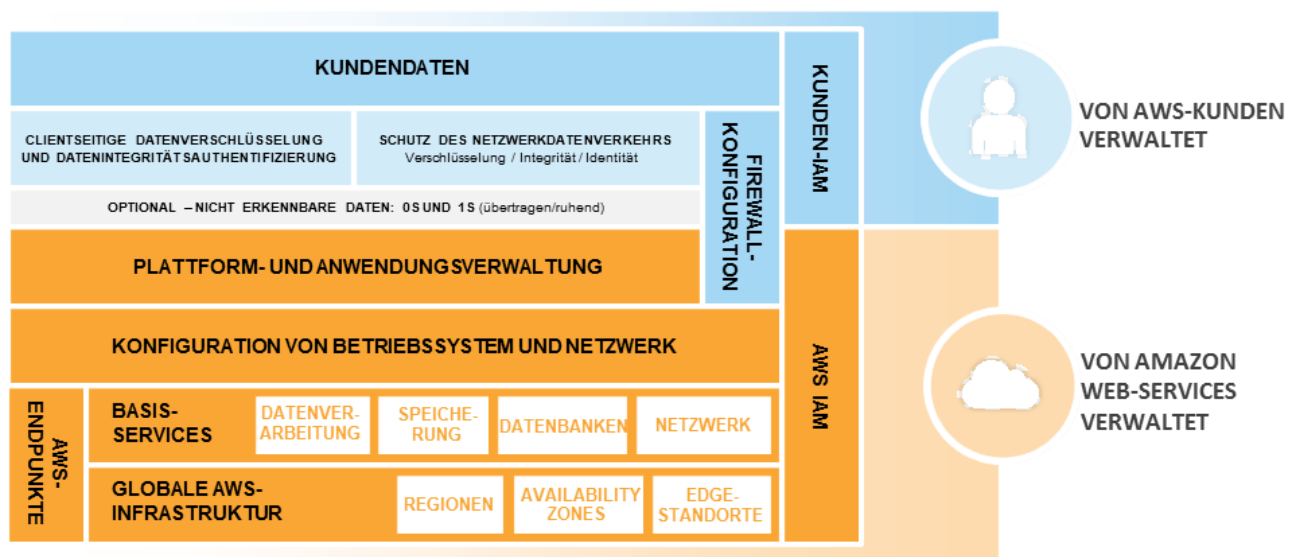 KUNDENDATEN
CLIENTSEITIGE DATENVERSCHLÜSSELUNG
UND DATENINTEGRITÄTSAUTHENTIFIZIERUNG
SCHUTZ DES NETZWERKDATENVERKEHRS
Verschlüsselung / Integrität / Identität
OPTIONAL – NICHT ERKENNBARE DATEN: 0S UND 1S (übertragen/ruhend)
FIREWALL-
KONFIGURATION
KUNDEN-IAM
VON AWS-KUNDEN
VERWALTET
PLATTFORM- UND ANWENDUNGSVERWALTUNG
KONFIGURATION VON BETRIEBSSYSTEM UND NETZWERK
AWS-
ENDPUNKTE
BASIS-
SERVICES
DATENVER-
ARBEITUNG
SPEICHE-
RUNG
DATENBANKEN
NETZWERK
GLOBALE AWS-
INFRASTRUKTUR
REGIONEN
AVAILABILITY
ZONES
EDGE-
STANDORTE
AWS IAM
VON AMAZON
WEB-SERVICES
VERWALTET